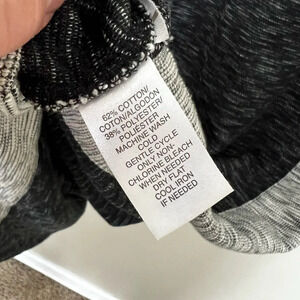 62% COTTON/
COTON/ALGODON
38% POLYESTER/
POLIESTER
MACHINE WASH
COLD
GENTLE CYCLE
ONLY NON-
CHLORINE BLEACH
WHEN NEEDED
DRY FLAT
COOL IRON
IF NEEDED